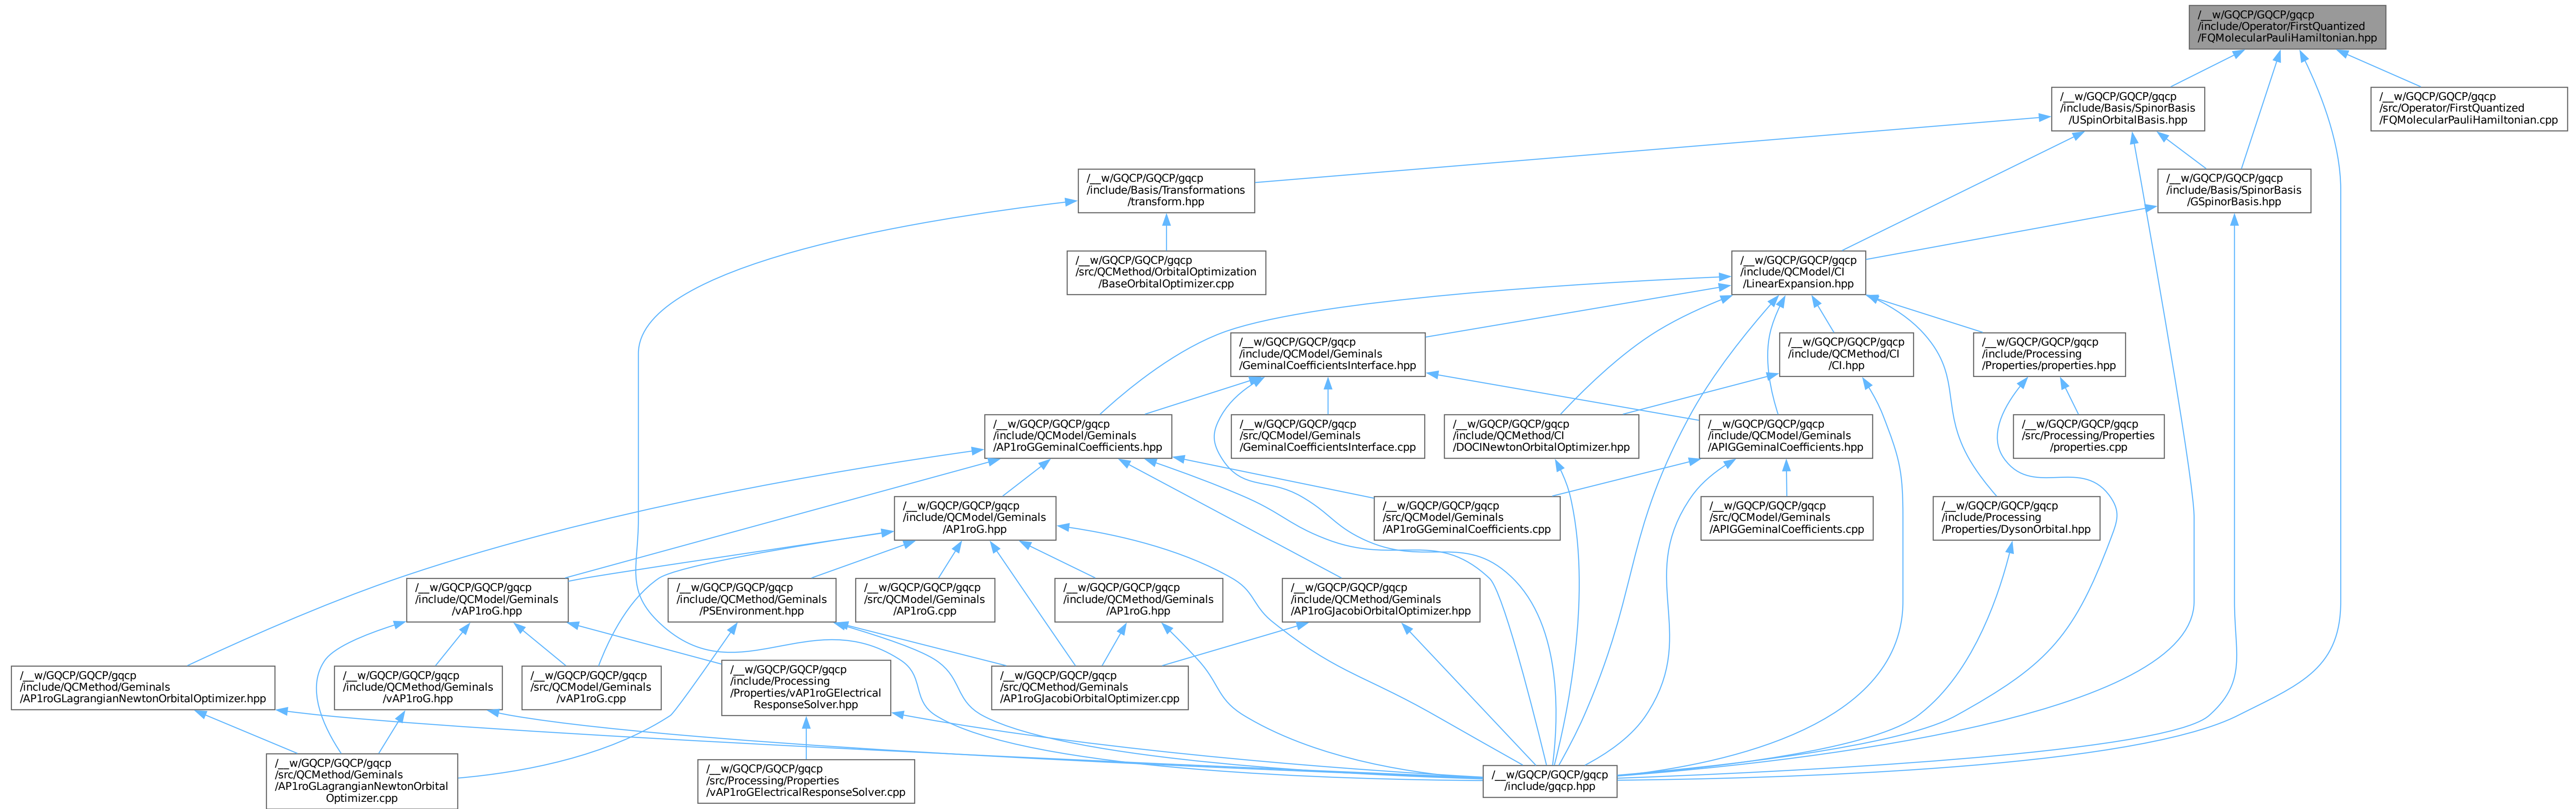 /__w/GQCP/GQCP/gqcp
/include/Operator/FirstQuantized
/FQMolecularPauliHamiltonian.hpp
/__w/GQCP/GQCP/gqcp
/include/Basis/SpinorBasis
/USpinOrbitalBasis.hpp
/__w/GQCP/GQCP/gqcp
/src/Operator/FirstQuantized
/FQMolecularPauliHamiltonian.cpp
/__w/GQCP/GQCP/gqcp
/include/Basis/Transformations
/transform.hpp
/__w/GQCP/GQCP/gqcp
/include/Basis/SpinorBasis
/GSpinorBasis.hpp
/__w/GQCP/GQCP/gqcp
/src/QCMethod/OrbitalOptimization
/BaseOrbitalOptimizer.cpp
/__w/GQCP/GQCP/gqcp
/include/QCModel/CI
/LinearExpansion.hpp
/__w/GQCP/GQCP/gqcp
/include/QCModel/Geminals
/GeminalCoefficientsInterface.hpp
/__w/GQCP/GQCP/gqcp
/include/QCMethod/CI
/CI.hpp
/__w/GQCP/GQCP/gqcp
/include/Processing
/Properties/properties.hpp
/__w/GQCP/GQCP/gqcp
/include/QCModel/Geminals
/AP1roGGeminalCoefficients.hpp
/__w/GQCP/GQCP/gqcp
/src/QCModel/Geminals
/GeminalCoefficientsInterface.cpp
/__w/GQCP/GQCP/gqcp
/include/QCMethod/CI
/DOCINewtonOrbitalOptimizer.hpp
/__w/GQCP/GQCP/gqcp
/include/QCModel/Geminals
/APIGGeminalCoefficients.hpp
/__w/GQCP/GQCP/gqcp
/src/Processing/Properties
/properties.cpp
/__w/GQCP/GQCP/gqcp
/include/QCModel/Geminals
/AP1roG.hpp
/__w/GQCP/GQCP/gqcp
/src/QCModel/Geminals
/AP1roGGeminalCoefficients.cpp
/__w/GQCP/GQCP/gqcp
/src/QCModel/Geminals
/APIGGeminalCoefficients.cpp
/__w/GQCP/GQCP/gqcp
/include/Processing
/Properties/DysonOrbital.hpp
/__w/GQCP/GQCP/gqcp
/include/QCModel/Geminals
/vAP1roG.hpp
/__w/GQCP/GQCP/gqcp
/include/QCMethod/Geminals
/PSEnvironment.hpp
/__w/GQCP/GQCP/gqcp
/src/QCModel/Geminals
/AP1roG.cpp
/__w/GQCP/GQCP/gqcp
/include/QCMethod/Geminals
/AP1roG.hpp
/__w/GQCP/GQCP/gqcp
/include/QCMethod/Geminals
/AP1roGJacobiOrbitalOptimizer.hpp
/__w/GQCP/GQCP/gqcp
/include/QCMethod/Geminals
/AP1roGLagrangianNewtonOrbitalOptimizer.hpp
/__w/GQCP/GQCP/gqcp
/include/QCMethod/Geminals
/vAP1roG.hpp
/__w/GQCP/GQCP/gqcp
/src/QCModel/Geminals
/vAP1roG.cpp
/__w/GQCP/GQCP/gqcp
/include/Processing
/Properties/vAP1roGElectrical
ResponseSolver.hpp
/__w/GQCP/GQCP/gqcp
/src/QCMethod/Geminals
/AP1roGJacobiOrbitalOptimizer.cpp
/__w/GQCP/GQCP/gqcp
/src/QCMethod/Geminals
/AP1roGLagrangianNewtonOrbital
Optimizer.cpp
/__w/GQCP/GQCP/gqcp
/src/Processing/Properties
/vAP1roGElectricalResponseSolver.cpp
/__w/GQCP/GQCP/gqcp
/include/gqcp.hpp